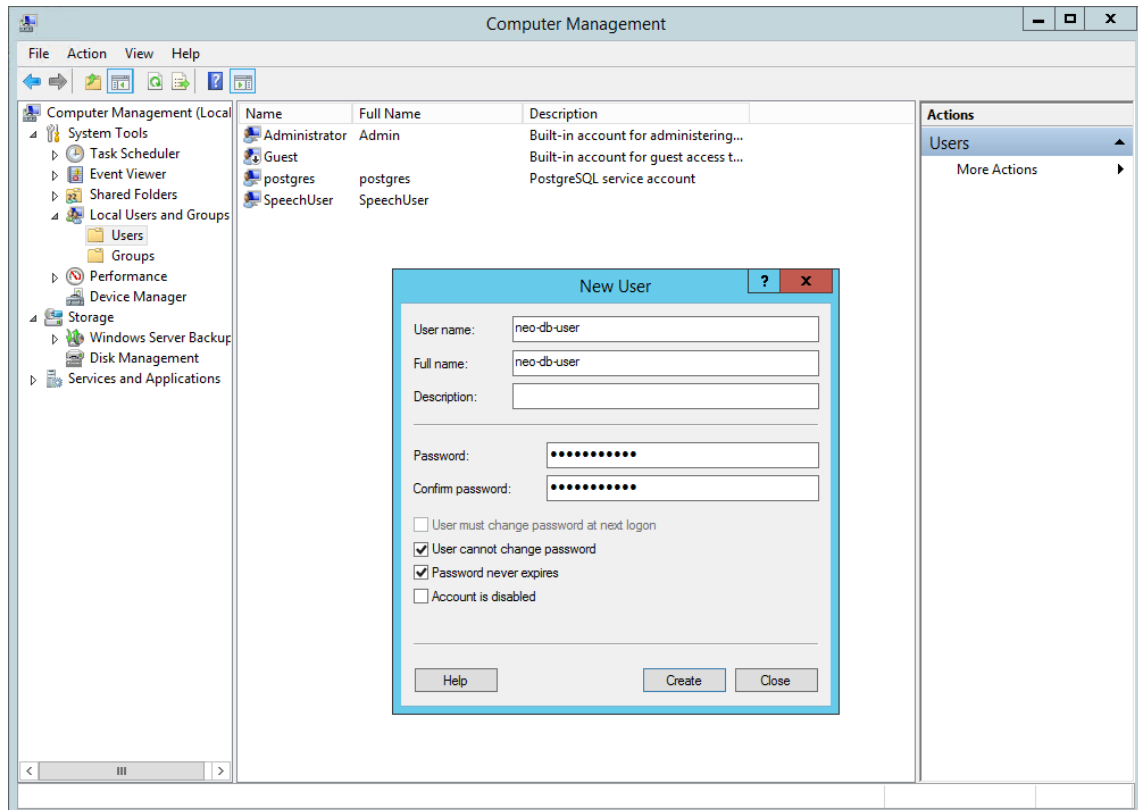 Computer Management
File Action View Help
Computer Management (Local
System Tools
Task Scheduler
Event Viewer
Shared Folders
Local Users and Groups
Users
Groups
Performance
Device Manager
Storage
Windows Server Backup
Disk Management
Services and Applications
Name Full Name Description
Administrator Admin Built-in account for administering...
Guest Built-in account for guest access t...
postgres postgres PostgreSQL service account
SpeechUser SpeechUser
Actions
Users
More Actions
New User
? x
User name: neo-db-user
Full name: neo-db-user
Description:
Password: •••••••••••
Confirm password: •••••••••••
User must change password at next logon
User cannot change password
Password never expires
Account is disabled
Help Create Close